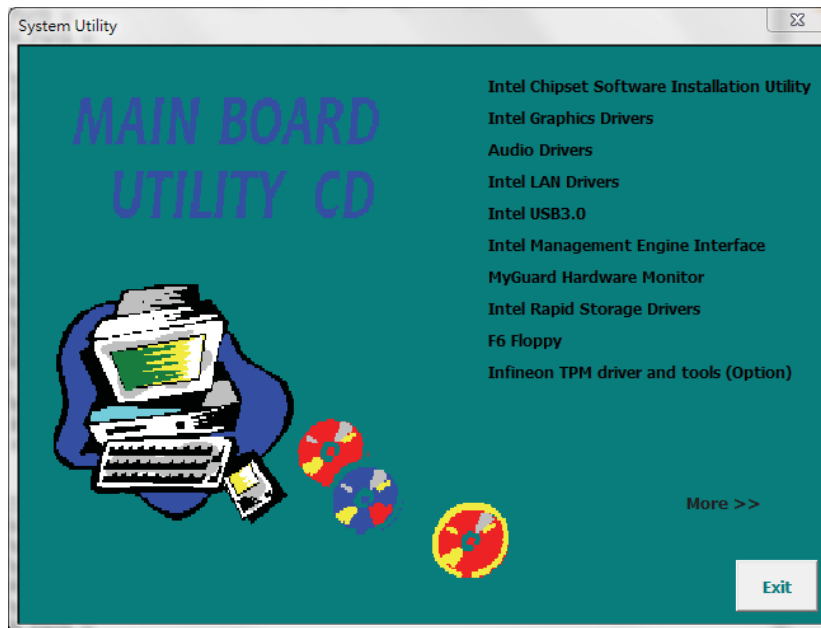 System Utility
MAIN BOARD
UTILITY CD
Intel Chipset Software Installation Utility
Intel Graphics Drivers
Audio Drivers
Intel LAN Drivers
Intel USB3.0
Intel Management Engine Interface
MyGuard Hardware Monitor
Intel Rapid Storage Drivers
F6 Floppy
Infineon TPM driver and tools (Option)
More >>
Exit